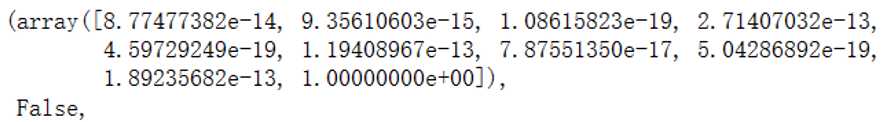 (array([8.77477382e-14, 9.35610603e-15, 1.08615823e-19, 2.71407032e-13,
4.59729249e-19, 1.19408967e-13, 7.87551350e-17, 5.04286892e-19,
1.89235682e-13, 1.00000000e+00]),
False,